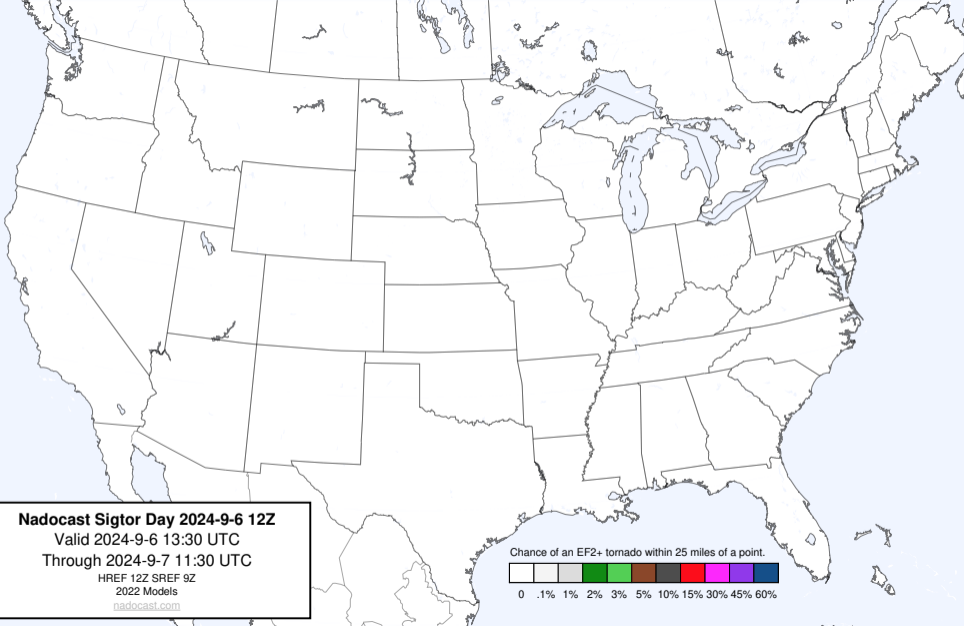 Nadocast Sigtor Day 2024-9-6 12Z
Valid 2024-9-6 13:30 UTC
Through 2024-9-7 11:30 UTC
HREF 12Z SREF 9Z
2022 Models
nadocast.com
Chance of an EF2+ tornado within 25 miles of a point.
0 .1% 1% 2% 3% 5% 10% 15% 30% 45% 60%